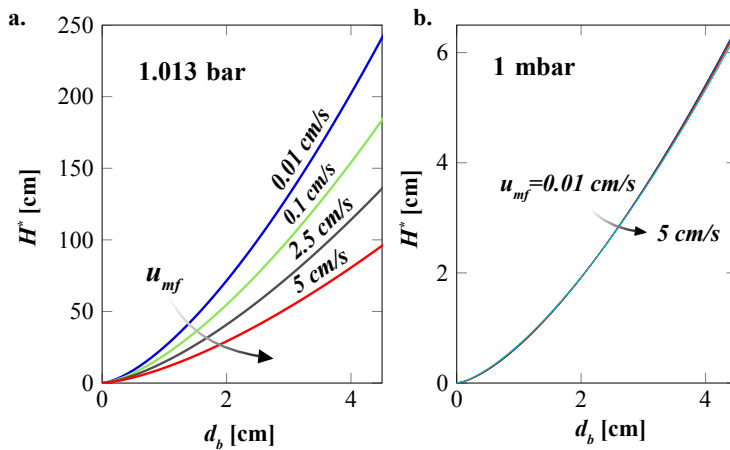 a.
250
200
150
100
50
0
H* [cm]
1.013 bar
0.01 cm/s
0.1 cm/s
2.5 cm/s
5 cm/s
u_mf
0
2
4
d_b [cm]
b.
6
4
2
0
H* [cm]
1 mbar
u_mf=0.01 cm/s
5 cm/s
0
2
4
d_b [cm]